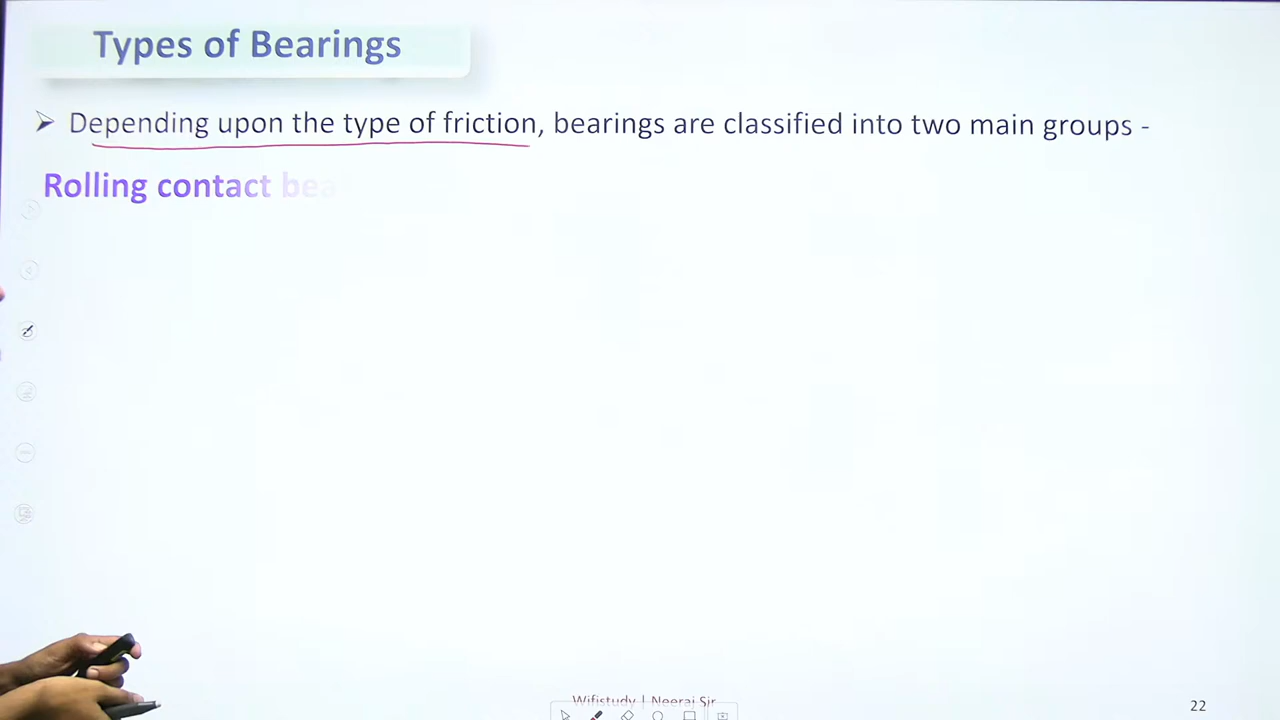 Types of Bearings
Depending upon the type of friction, bearings are classified into two main groups -
Rolling contact bea
Wifistudy | Neeraj Sir
22